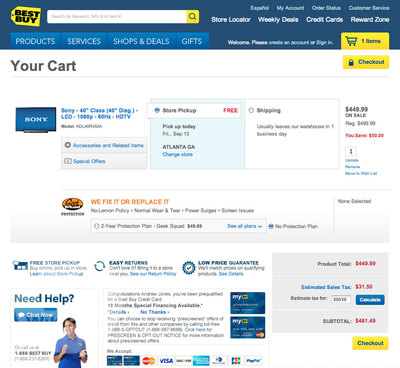 BEST BUY
Search by Keyword, SKU # or Item #
Español My Account Order Status Customer Service
Store Locator Weekly Deals Credit Cards Reward Zone
PRODUCTS SERVICES SHOPS & DEALS GIFTS
Welcome. Please create an account or Sign in.
1 Items
Your Cart
Checkout
SONY
Sony - 40" Class (40" Diag.) - LED - 1080p - 60Hz - HDTV
Model: KDL40R450A
Accessories and Related Items
Special Offers
Store Pickup FREE
Pick up today
Fri., Sep 13
ATLANTA GA
Change store
Shipping
Usually leaves our warehouse in 1 business day
$449.99
ON SALE
Reg: $499.99
You Save: $50.00
1
Update
Remove
Move to Wish List
PROTECTION
WE FIX IT OR REPLACE IT
No-Lemon Policy • Normal Wear & Tear • Power Surges • Screen Issues
2-Year Protection Plan - Geek Squad $49.99
See all plans
No Protection Plan
None Selected
FREE STORE PICKUP
Buy online, pick up in store.
Learn about Store Pickup
EASY RETURNS
Don't love it? Bring it to a store near you. See our Return Policy
LOW PRICE GUARANTEE
We'll match prices on qualifying products. See Details.
Product Total: $449.99
Estimated Sales Tax: $31.50
Estimate tax for: 30030
Calculate
SUBTOTAL: $481.49
Checkout
Need Help?
Chat Now
Or call us at
1-888-BEST BUY
(1-888-237-8289)
Congratulations Andrew Jones, you've been prequalified for a Best Buy Credit Card.
18 Months Special Financing Available.*
*Details › No Thanks ›
You can choose to stop receiving "prescreened" offers of credit from this and other companies by calling toll-free 1-888-5-OPTOUT (1-888-567-8688). Click here for PRESCREEN & OPT-OUT NOTICE for more information about prescreened offers.
We Accept:
VISA
PayPal